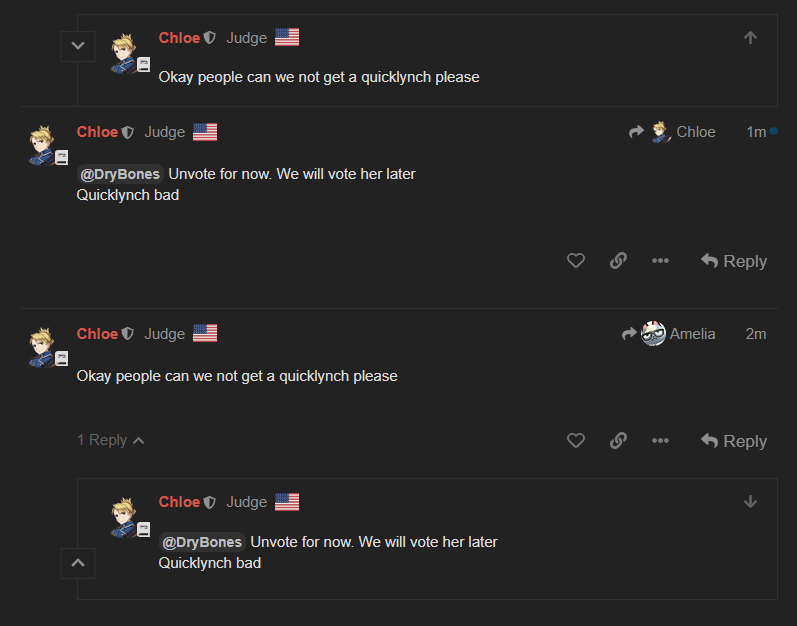 Chloe Judge
Okay people can we not get a quicklynch please
Chloe Judge Chloe 1m
@DryBones Unvote for now. We will vote her later
Quicklynch bad
Reply
Chloe Judge Amelia 2m
Okay people can we not get a quicklynch please
1 Reply Reply
Chloe Judge
@DryBones Unvote for now. We will vote her later
Quicklynch bad